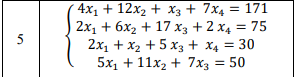 4x₁ + 12x₂ + x₃ + 7x₄ = 171
2x₁ + 6x₂ + 17 x₃ + 2 x₄ = 75
5
2x₁ + x₂ + 5 x₃ + x₄ = 30
5x₁ + 11x₂ + 7x₃ = 50